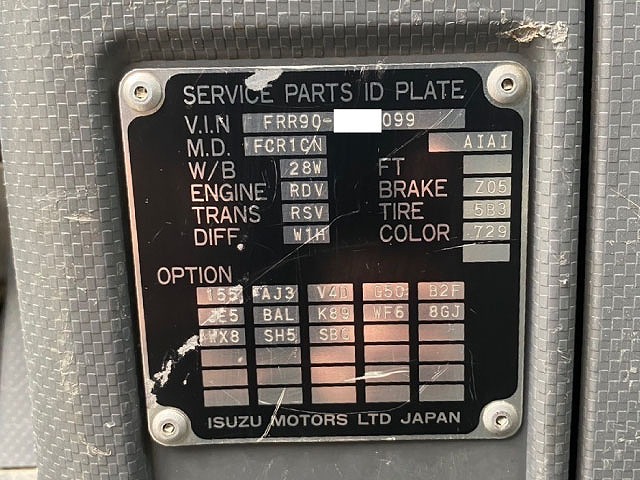 SERVICE PARTS ID PLATE
V.I.N FRR90- 099
M.D. FCR1CN AIAI
W/B 28W FT
ENGINE RDV BRAKE Z05
TRANS RSV TIRE 5B3
DIFF W1H COLOR 729
OPTION
155 AJ3 V4D G50 B2F
JE5 BAL K89 WF6 8GJ
WX8 SH5 SBG
ISUZU MOTORS LTD JAPAN